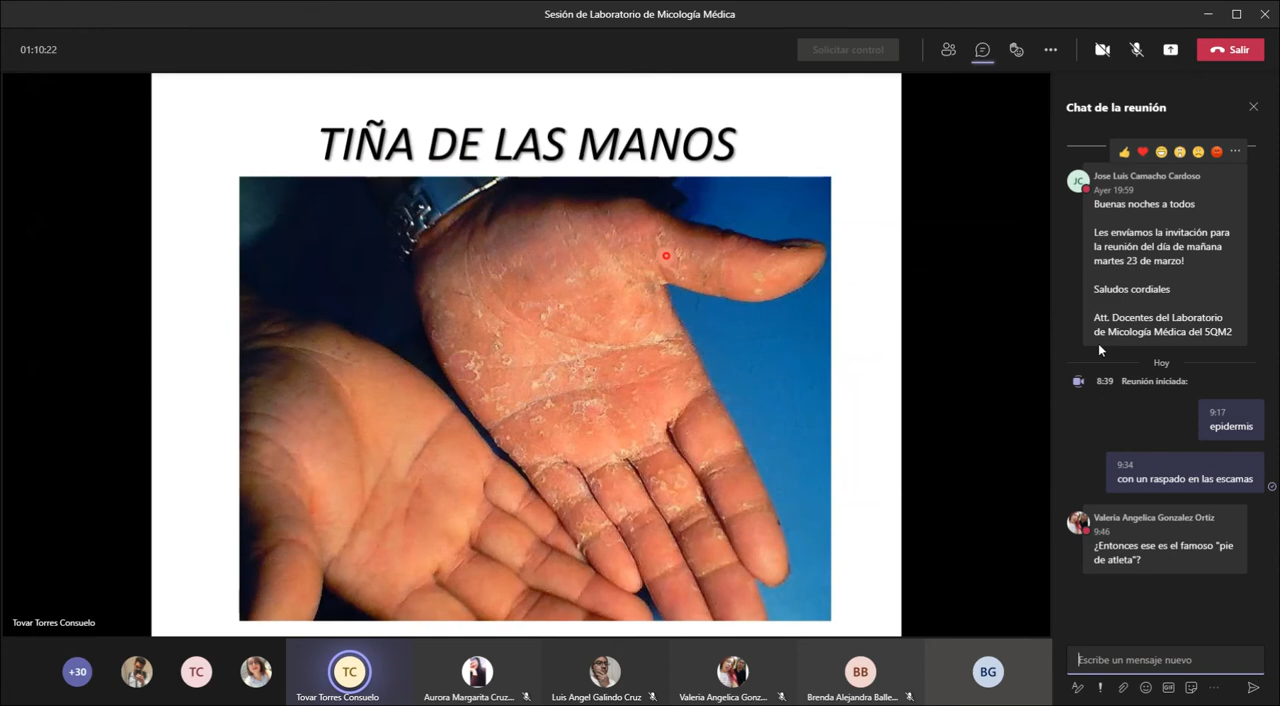 Sesión de Laboratorio de Micología Médica
01:10:22
Solicitar control
Salir
TIÑA DE LAS MANOS
Chat de la reunión
JC
Jose Luis Camacho Cardoso
Ayer 19:59
Buenas noches a todos
Les envíamos la invitación para
la reunión del día de mañana
martes 23 de marzo!
Saludos cordiales
Att. Docentes del Laboratorio
de Micología Médica del 5QM2
Hoy
8:39 Reunión iniciada:
9:17
epidermis
9:34
con un raspado en las escamas
Valeria Angelica Gonzalez Ortiz
9:46
¿Entonces ese es el famoso "pie
de atleta"?
Escribe un mensaje nuevo
GIF
Tovar Torres Consuelo
+30
TC
TC
BB
BG
Tovar Torres Consuelo
Aurora Margarita Cruz...
Luis Angel Galindo Cruz
Valeria Angelica Gonz...
Brenda Alejandra Balle...